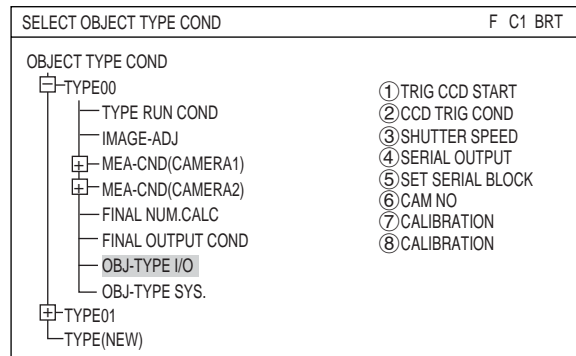 SELECT OBJECT TYPE COND F C1 BRT
OBJECT TYPE COND
TYPE00
TYPE RUN COND
IMAGE-ADJ
MEA-CND(CAMERA1)
MEA-CND(CAMERA2)
FINAL NUM.CALC
FINAL OUTPUT COND
OBJ-TYPE I/O
OBJ-TYPE SYS.
TYPE01
TYPE(NEW)
①TRIG CCD START
②CCD TRIG COND
③SHUTTER SPEED
④SERIAL OUTPUT
⑤SET SERIAL BLOCK
⑥CAM NO
⑦CALIBRATION
⑧CALIBRATION